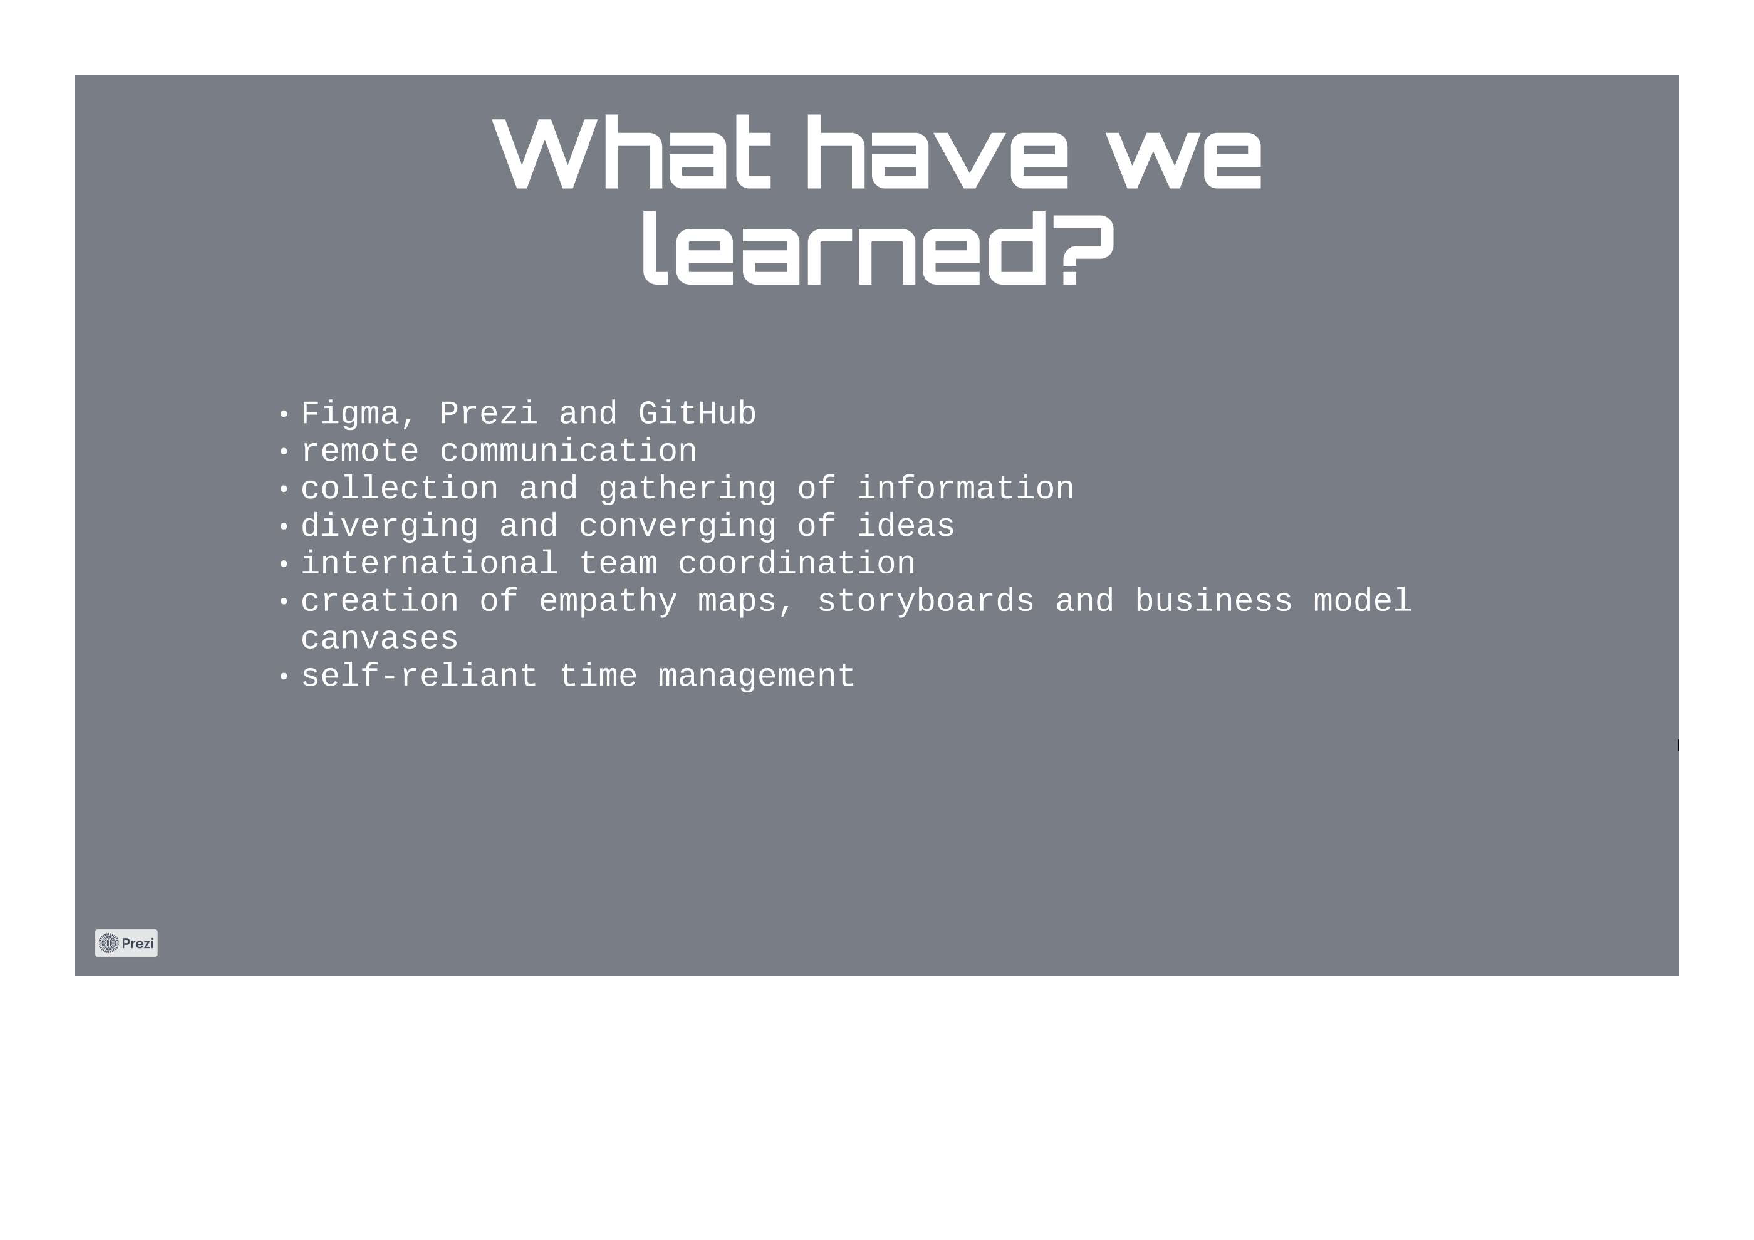 What have we
learned?
• Figma, Prezi and GitHub
• remote communication
• collection and gathering of information
• diverging and converging of ideas
• international team coordination
• creation of empathy maps, storyboards and business model
canvases
• self-reliant time management
Prezi